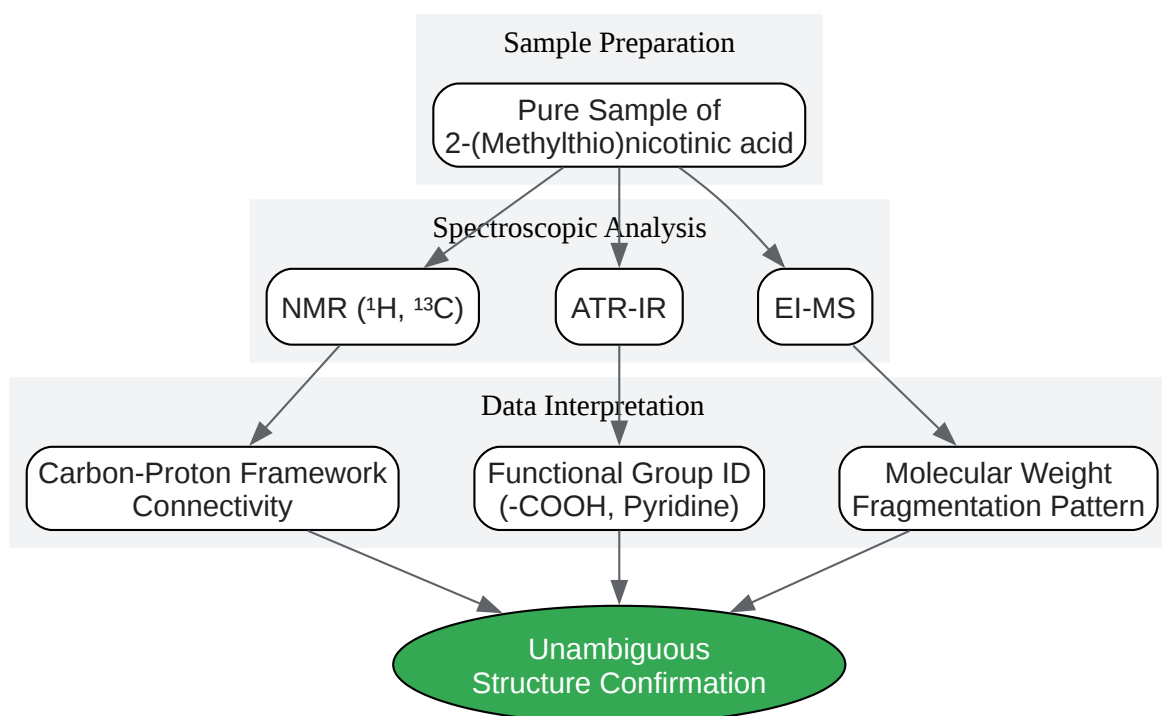 Sample Preparation
Pure Sample of
2-(Methylthio)nicotinic acid
Spectroscopic Analysis
NMR (¹H, ¹³C)
ATR-IR
EI-MS
Data Interpretation
Carbon-Proton Framework
Connectivity
Functional Group ID
(-COOH, Pyridine)
Molecular Weight
Fragmentation Pattern
Unambiguous
Structure Confirmation